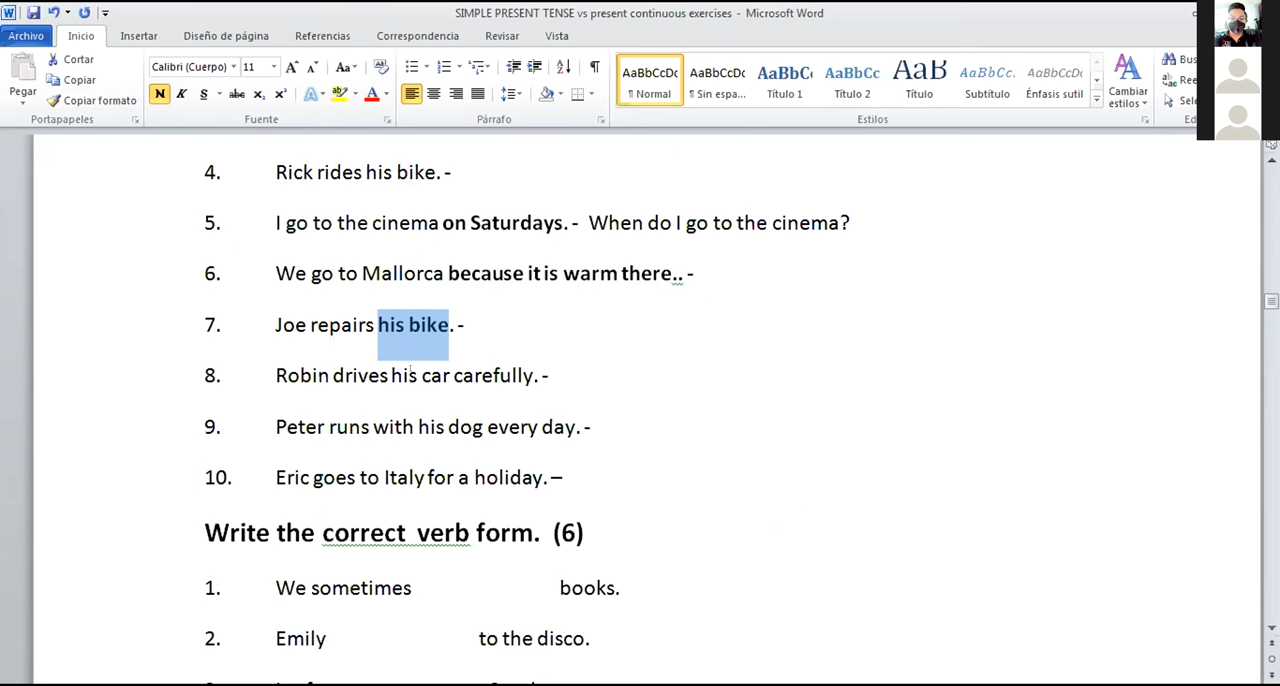 SIMPLE PRESENT TENSE vs present continuous exercises - Microsoft Word
Archivo Inicio Insertar Diseño de página Referencias Correspondencia Revisar Vista
Pegar
Cortar
Copiar
Copiar formato
Portapapeles
Calibri (Cuerpo) 11
Aa
N K S abc x₂ x²
Fuente
Párrafo
AaBbCcDc AaBbCcDc AaBbC AaBbCc AaB AaBbCc. AaBbCcDc
¶ Normal ¶ Sin espa... Título 1 Título 2 Título Subtítulo Énfasis sutil
Cambiar estilos
Estilos
4. Rick rides his bike. -
5. I go to the cinema on Saturdays. - When do I go to the cinema?
6. We go to Mallorca because it is warm there.. -
7. Joe repairs his bike. -
8. Robin drives his car carefully. -
9. Peter runs with his dog every day. -
10. Eric goes to Italy for a holiday. –
Write the correct verb form. (6)
1. We sometimes books.
2. Emily to the disco.